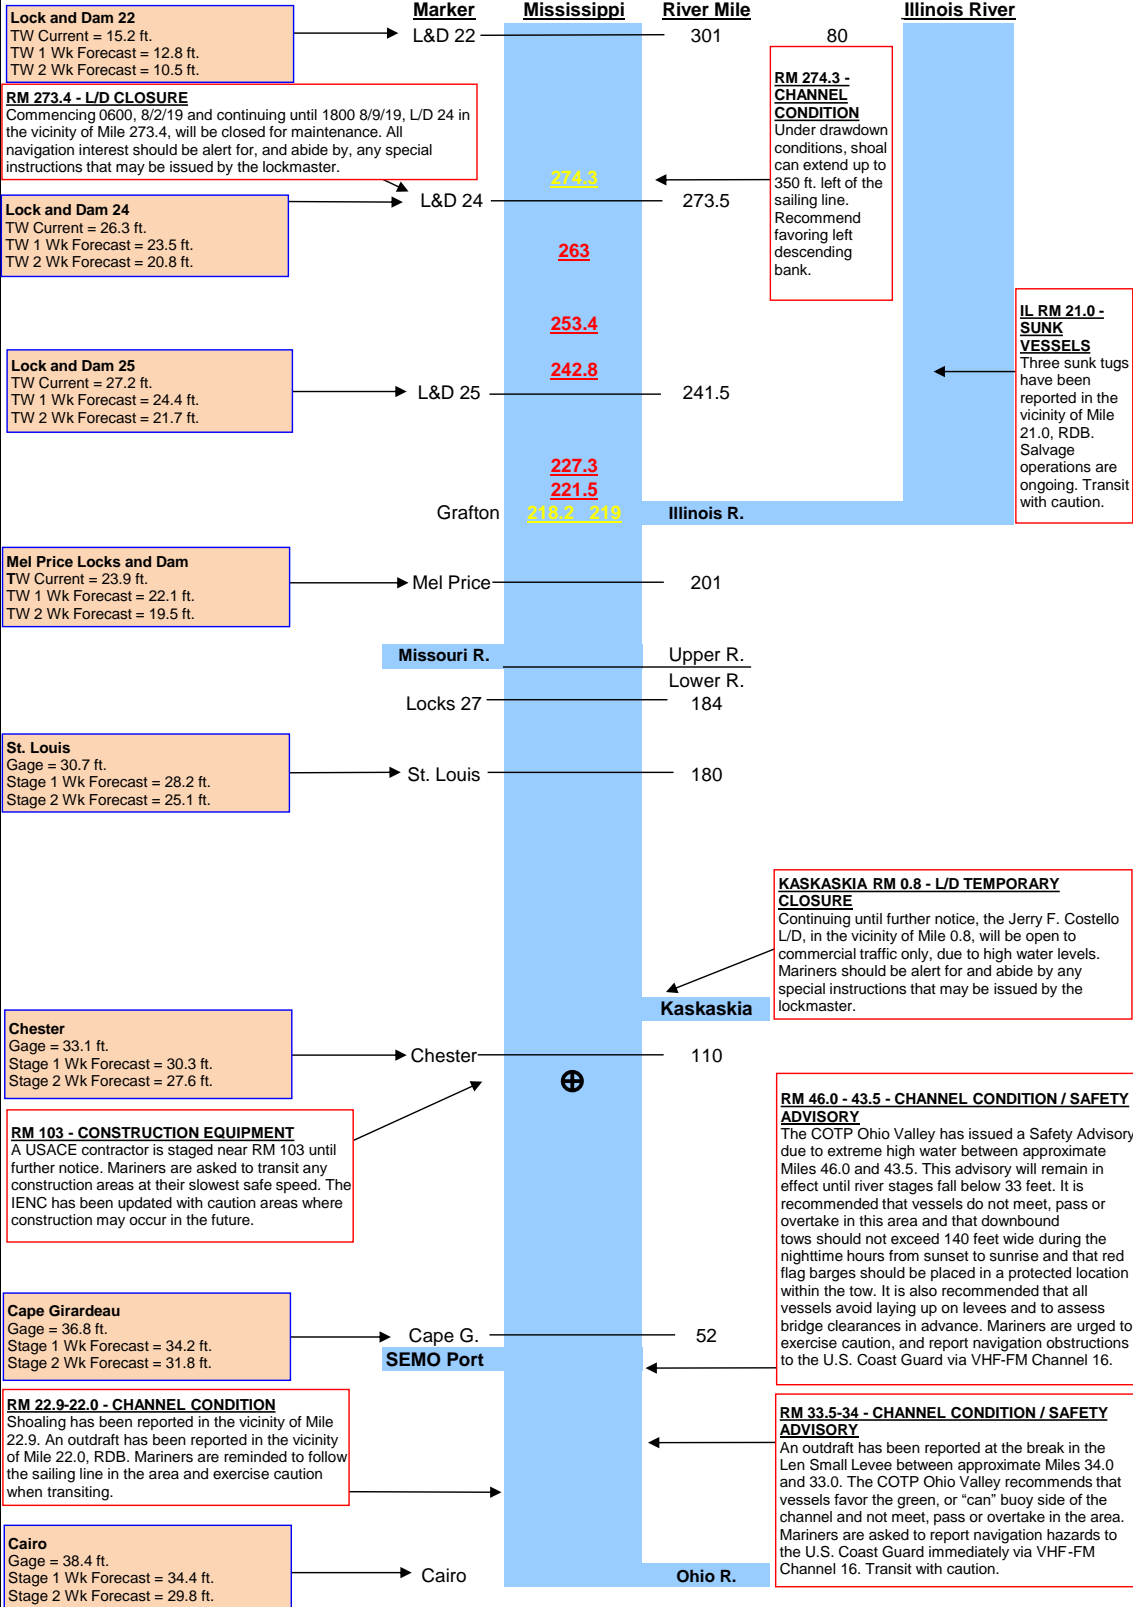 Marker
Mississippi
River Mile
Illinois River
Lock and Dam 22
TW Current = 15.2 ft.
TW 1 Wk Forecast = 12.8 ft.
TW 2 Wk Forecast = 10.5 ft.
L&D 22
301
80
RM 273.4 - L/D CLOSURE
Commencing 0600, 8/2/19 and continuing until 1800 8/9/19, L/D 24 in
the vicinity of Mile 273.4, will be closed for maintenance. All
navigation interest should be alert for, and abide by, any special
instructions that may be issued by the lockmaster.
RM 274.3 -
CHANNEL
CONDITION
Under drawdown
conditions, shoal
can extend up to
350 ft. left of the
sailing line.
Recommend
favoring left
descending
bank.
274.3
L&D 24
273.5
Lock and Dam 24
TW Current = 26.3 ft.
TW 1 Wk Forecast = 23.5 ft.
TW 2 Wk Forecast = 20.8 ft.
263
253.4
242.8
IL RM 21.0 -
SUNK
VESSELS
Three sunk tugs
have been
reported in the
vicinity of Mile
21.0, RDB.
Salvage
operations are
ongoing. Transit
with caution.
Lock and Dam 25
TW Current = 27.2 ft.
TW 1 Wk Forecast = 24.4 ft.
TW 2 Wk Forecast = 21.7 ft.
L&D 25
241.5
227.3
221.5
Grafton
218.2 219
Illinois R.
Mel Price Locks and Dam
TW Current = 23.9 ft.
TW 1 Wk Forecast = 22.1 ft.
TW 2 Wk Forecast = 19.5 ft.
Mel Price
201
Missouri R.
Upper R.
Lower R.
Locks 27
184
St. Louis
Gage = 30.7 ft.
Stage 1 Wk Forecast = 28.2 ft.
Stage 2 Wk Forecast = 25.1 ft.
St. Louis
180
KASKASKIA RM 0.8 - L/D TEMPORARY
CLOSURE
Continuing until further notice, the Jerry F. Costello
L/D, in the vicinity of Mile 0.8, will be open to
commercial traffic only, due to high water levels.
Mariners should be alert for and abide by any
special instructions that may be issued by the
lockmaster.
Kaskaskia
Chester
Gage = 33.1 ft.
Stage 1 Wk Forecast = 30.3 ft.
Stage 2 Wk Forecast = 27.6 ft.
Chester
110
RM 103 - CONSTRUCTION EQUIPMENT
A USACE contractor is staged near RM 103 until
further notice. Mariners are asked to transit any
construction areas at their slowest safe speed. The
IENC has been updated with caution areas where
construction may occur in the future.
RM 46.0 - 43.5 - CHANNEL CONDITION / SAFETY
ADVISORY
The COTP Ohio Valley has issued a Safety Advisory
due to extreme high water between approximate
Miles 46.0 and 43.5. This advisory will remain in
effect until river stages fall below 33 feet. It is
recommended that vessels do not meet, pass or
overtake in this area and that downbound
tows should not exceed 140 feet wide during the
nighttime hours from sunset to sunrise and that red
flag barges should be placed in a protected location
within the tow. It is also recommended that all
vessels avoid laying up on levees and to assess
bridge clearances in advance. Mariners are urged to
exercise caution, and report navigation obstructions
to the U.S. Coast Guard via VHF-FM Channel 16.
Cape Girardeau
Gage = 36.8 ft.
Stage 1 Wk Forecast = 34.2 ft.
Stage 2 Wk Forecast = 31.8 ft.
Cape G.
52
SEMO Port
RM 22.9-22.0 - CHANNEL CONDITION
Shoaling has been reported in the vicinity of Mile
22.9. An outdraft has been reported in the vicinity
of Mile 22.0, RDB. Mariners are reminded to follow
the sailing line in the area and exercise caution
when transiting.
RM 33.5-34 - CHANNEL CONDITION / SAFETY
ADVISORY
An outdraft has been reported at the break in the
Len Small Levee between approximate Miles 34.0
and 33.0. The COTP Ohio Valley recommends that
vessels favor the green, or “can” buoy side of the
channel and not meet, pass or overtake in the area.
Mariners are asked to report navigation hazards to
the U.S. Coast Guard immediately via VHF-FM
Channel 16. Transit with caution.
Cairo
Gage = 38.4 ft.
Stage 1 Wk Forecast = 34.4 ft.
Stage 2 Wk Forecast = 29.8 ft.
Cairo
Ohio R.